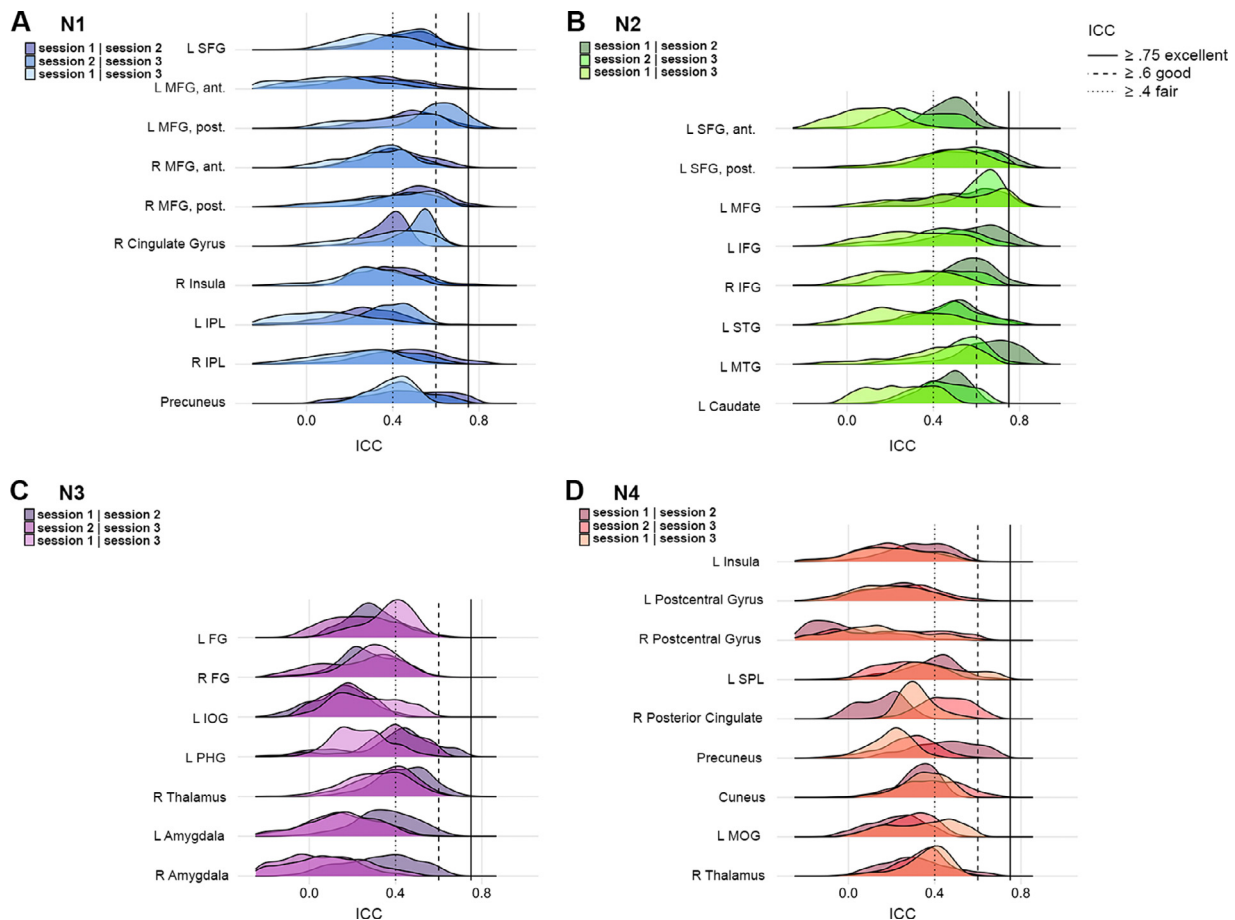 A N1
session 1 | session 2
session 2 | session 3
session 1 | session 3
L SFG
L MFG, ant.
L MFG, post.
R MFG, ant.
R MFG, post.
R Cingulate Gyrus
R Insula
L IPL
R IPL
Precuneus
0.0 0.4 0.8
ICC
B N2
session 1 | session 2
session 2 | session 3
session 1 | session 3
L SFG, ant.
L SFG, post.
L MFG
L IFG
R IFG
L STG
L MTG
L Caudate
0.0 0.4 0.8
ICC
ICC
≥ .75 excellent
≥ .6 good
≥ .4 fair
C N3
session 1 | session 2
session 2 | session 3
session 1 | session 3
L FG
R FG
L IOG
L PHG
R Thalamus
L Amygdala
R Amygdala
0.0 0.4 0.8
ICC
D N4
session 1 | session 2
session 2 | session 3
session 1 | session 3
L Insula
L Postcentral Gyrus
R Postcentral Gyrus
L SPL
R Posterior Cingulate
Precuneus
Cuneus
L MOG
R Thalamus
0.0 0.4 0.8
ICC